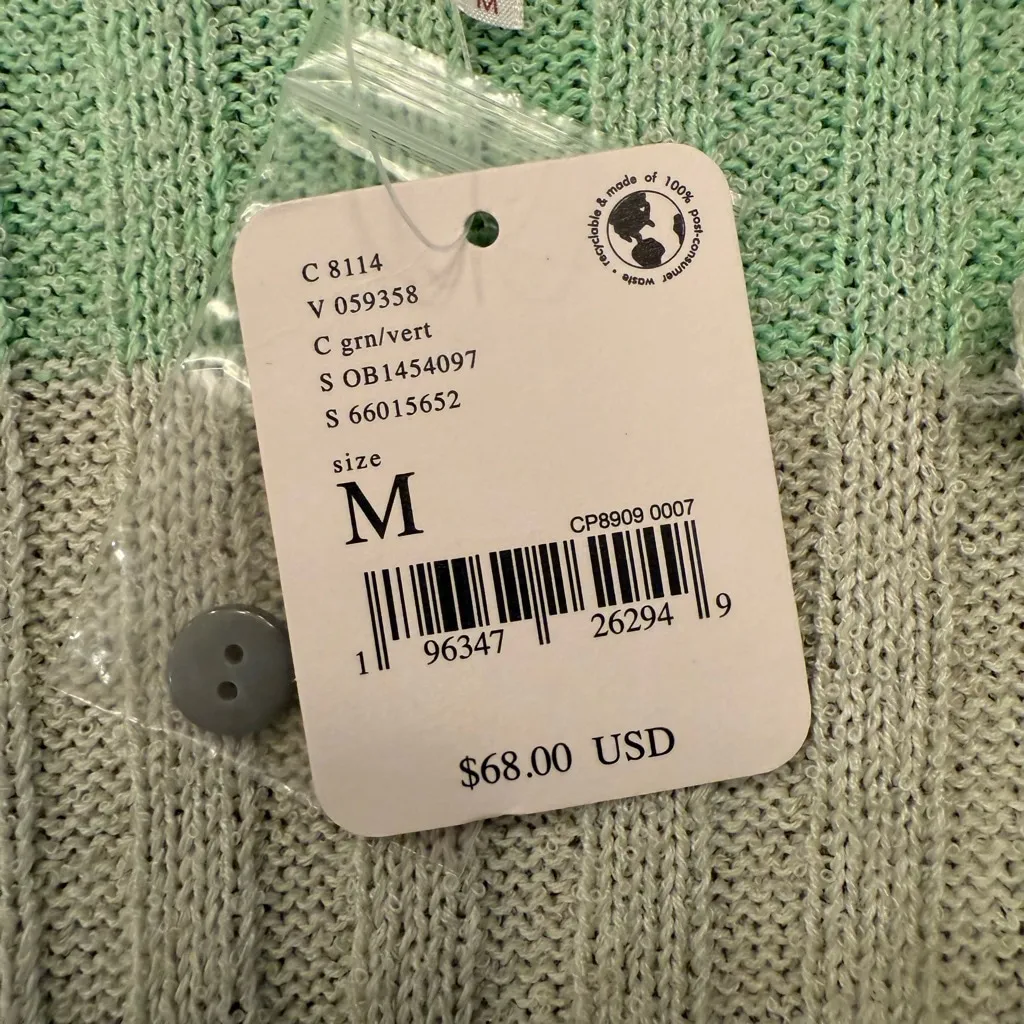 M
recyclable & made of 100% post-consumer waste •
C 8114
V 059358
C grn/vert
S OB1454097
S 66015652
size
M
CP8909 0007
1 96347 26294 9
$68.00 USD